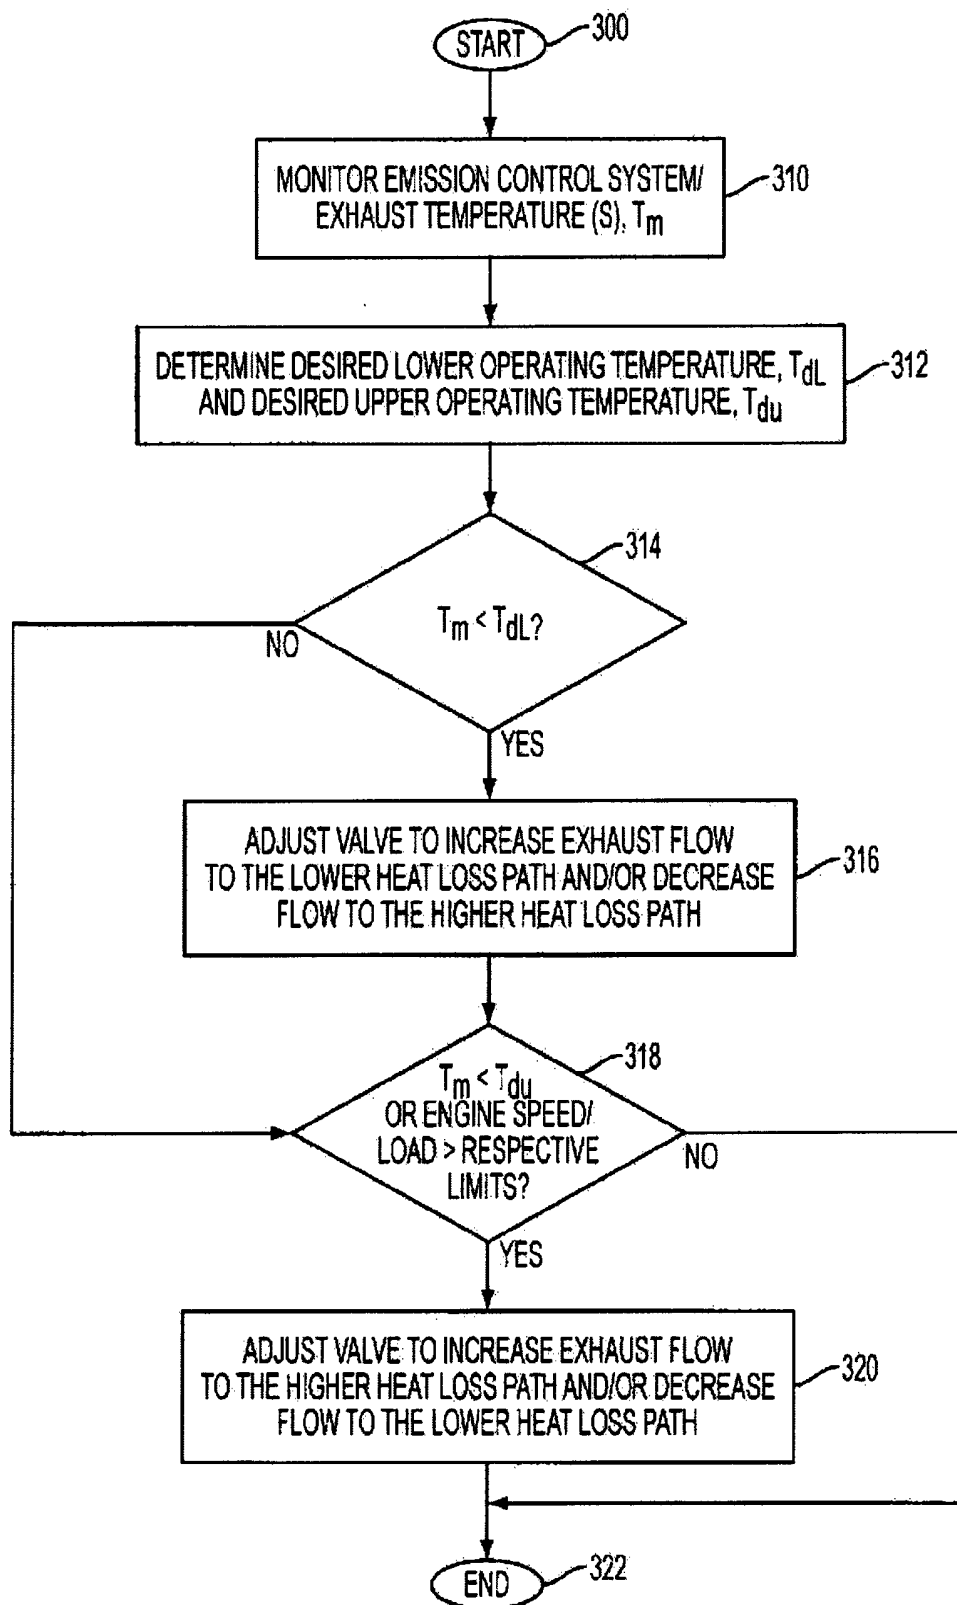 START
300
MONITOR EMISSION CONTROL SYSTEM/
EXHAUST TEMPERATURE (S), Tm
310
DETERMINE DESIRED LOWER OPERATING TEMPERATURE, TdL
AND DESIRED UPPER OPERATING TEMPERATURE, Tdu
312
314
Tm < TdL?
NO
YES
ADJUST VALVE TO INCREASE EXHAUST FLOW
TO THE LOWER HEAT LOSS PATH AND/OR DECREASE
FLOW TO THE HIGHER HEAT LOSS PATH
316
318
Tm < Tdu
OR ENGINE SPEED/
LOAD > RESPECTIVE
LIMITS?
NO
YES
ADJUST VALVE TO INCREASE EXHAUST FLOW
TO THE HIGHER HEAT LOSS PATH AND/OR DECREASE
FLOW TO THE LOWER HEAT LOSS PATH
320
END
322